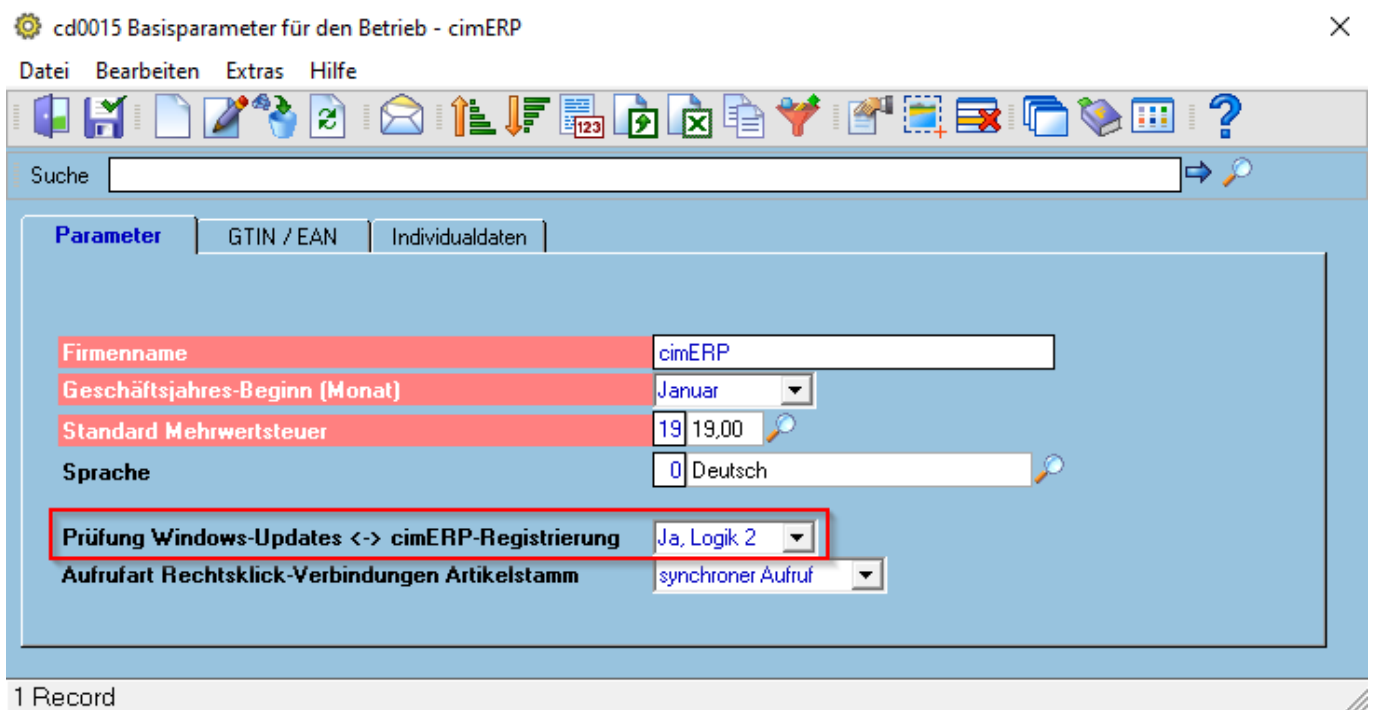 cd0015 Basisparameter für den Betrieb - cimERP
Datei Bearbeiten Extras Hilfe
123
Suche
Parameter GTIN / EAN Individualdaten
Firmenname cimERP
Geschäftsjahres-Beginn (Monat) Januar
Standard Mehrwertsteuer 19 19,00
Sprache 0 Deutsch
Prüfung Windows-Updates <-> cimERP-Registrierung Ja, Logik 2
Aufrufart Rechtsklick-Verbindungen Artikelstamm synchroner Aufruf
1 Record